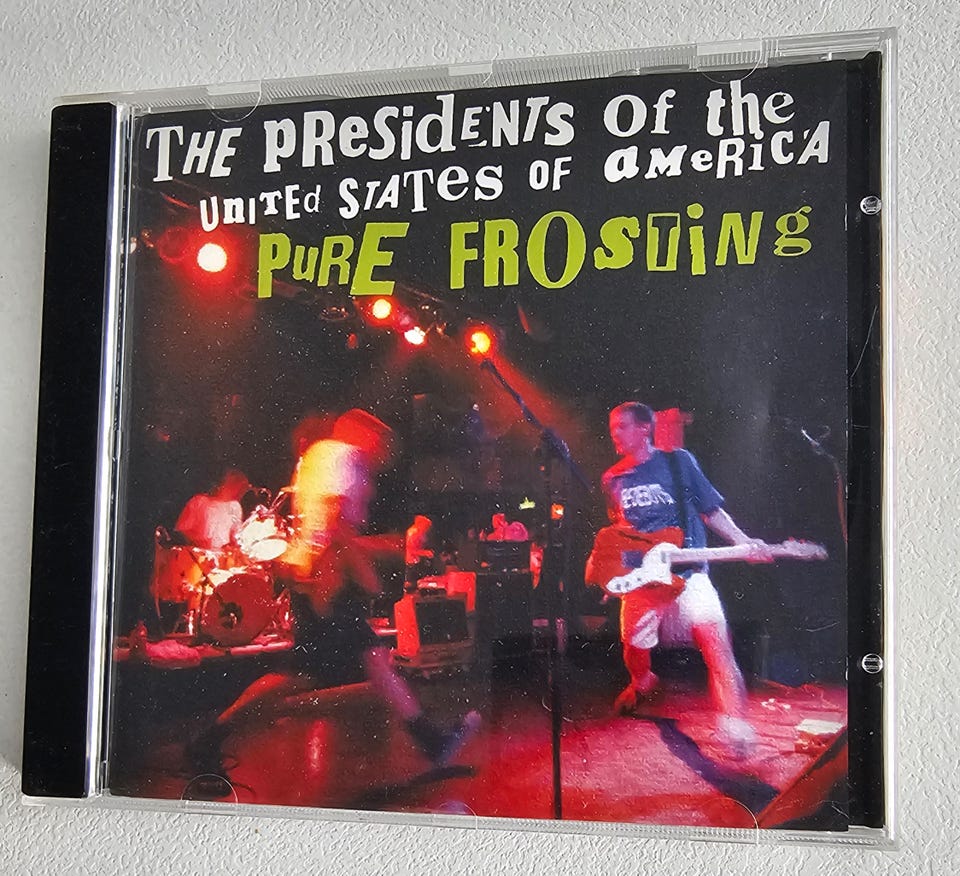 THE pReSidENTS Of the
UnITEd STATes OF aMeRiCA
PuRE FROSTiNg